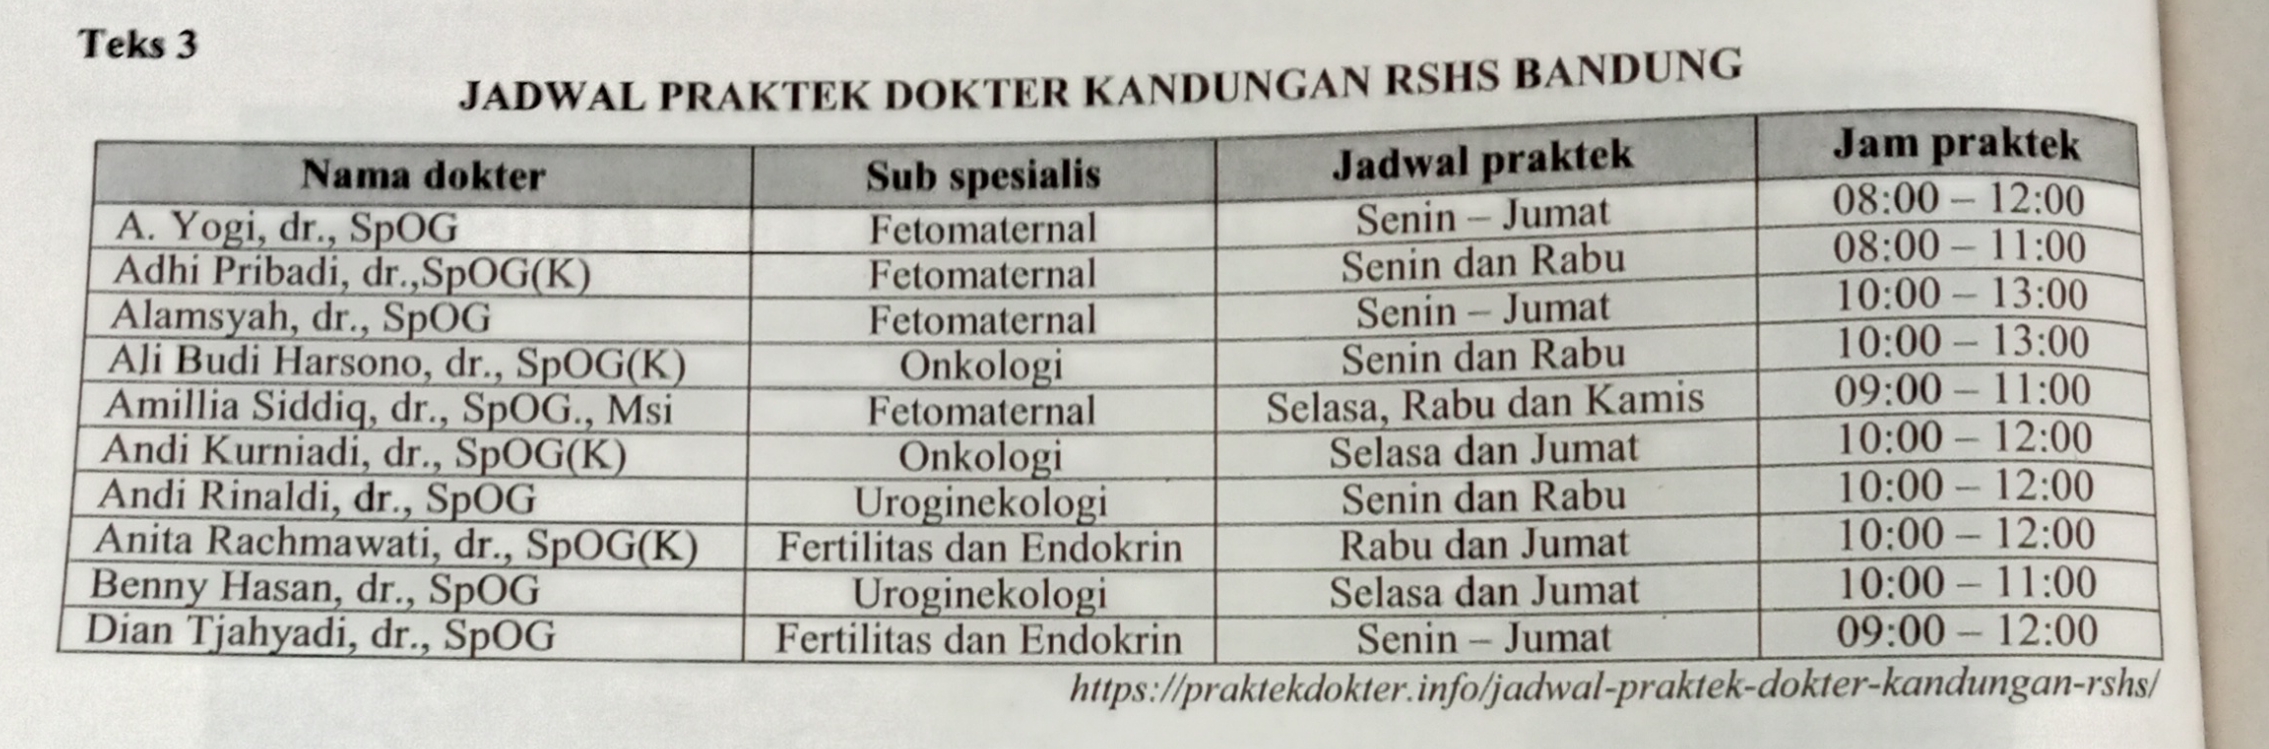 Teks 3
JADWAL PRAKTEK DOKTER KANDUNGAN RSHS BANDUNG
Nama dokter Sub spesialis Jadwal praktek Jam praktek
A. Yogi, dr., SpOG Fetomaternal Senin – Jumat 08:00 – 12:00
Adhi Pribadi, dr.,SpOG(K) Fetomaternal Senin dan Rabu 08:00 – 11:00
Alamsyah, dr., SpOG Fetomaternal Senin – Jumat 10:00 – 13:00
Ali Budi Harsono, dr., SpOG(K) Onkologi Senin dan Rabu 10:00 – 13:00
Amillia Siddiq, dr., SpOG., Msi Fetomaternal Selasa, Rabu dan Kamis 09:00 – 11:00
Andi Kurniadi, dr., SpOG(K) Onkologi Selasa dan Jumat 10:00 – 12:00
Andi Rinaldi, dr., SpOG Uroginekologi Senin dan Rabu 10:00 – 12:00
Anita Rachmawati, dr., SpOG(K) Fertilitas dan Endokrin Rabu dan Jumat 10:00 – 12:00
Benny Hasan, dr., SpOG Uroginekologi Selasa dan Jumat 10:00 – 11:00
Dian Tjahyadi, dr., SpOG Fertilitas dan Endokrin Senin – Jumat 09:00 – 12:00
https://praktekdokter.info/jadwal-praktek-dokter-kandungan-rshs/